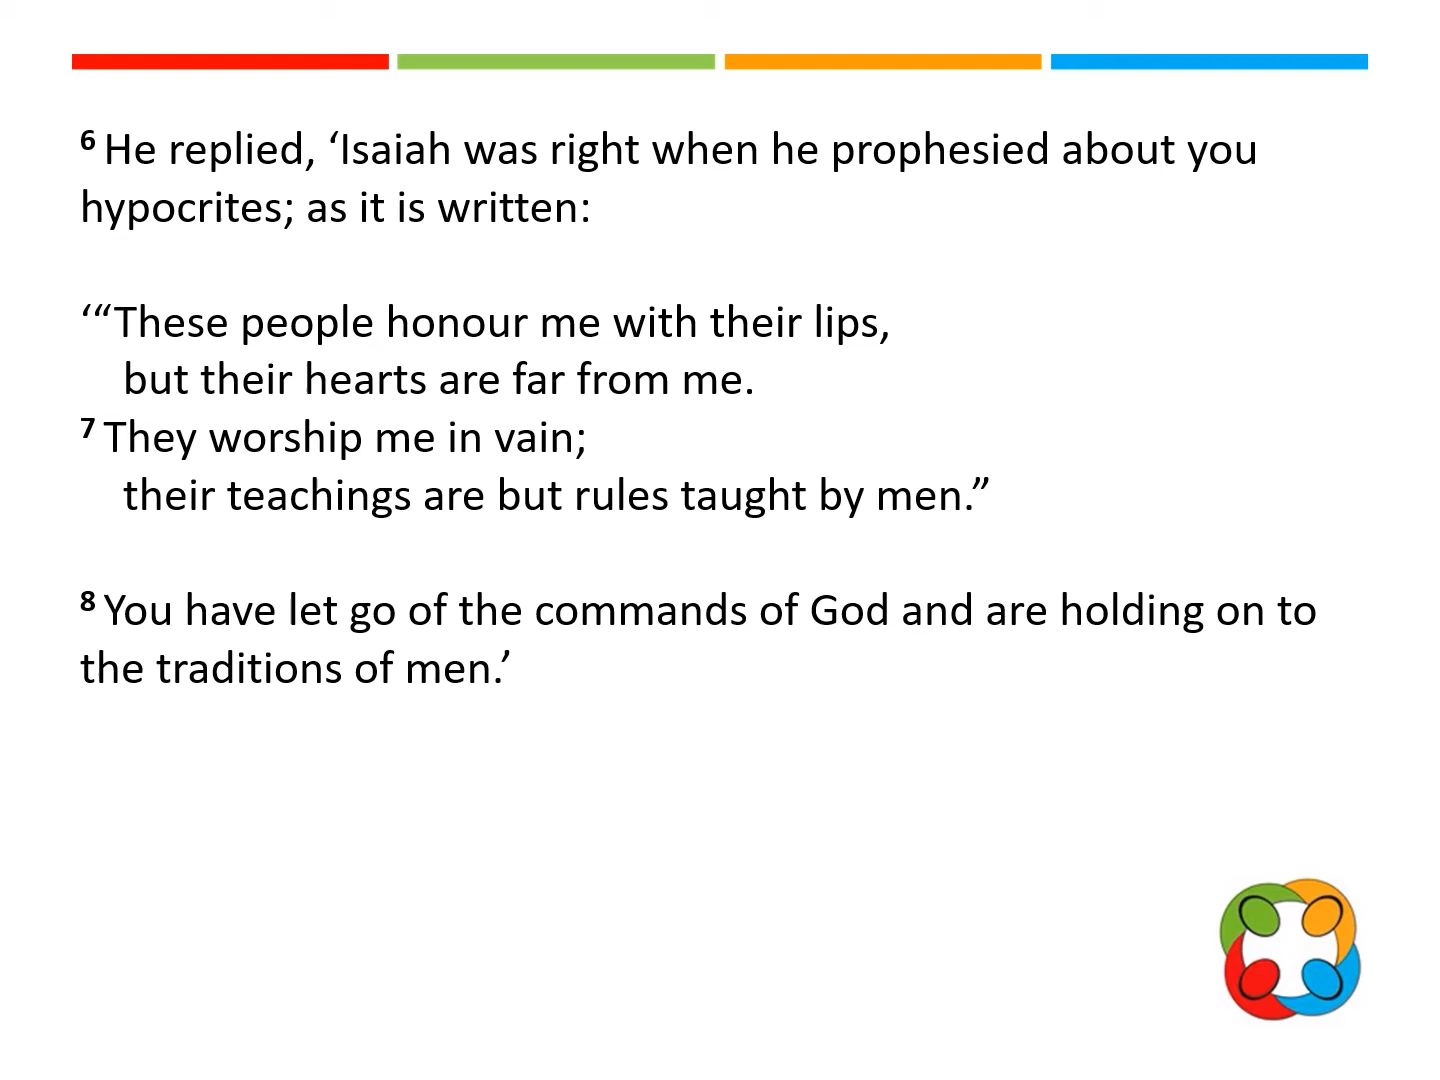 6 He replied, ‘Isaiah was right when he prophesied about you
hypocrites; as it is written:
‘“These people honour me with their lips,
but their hearts are far from me.
7 They worship me in vain;
their teachings are but rules taught by men.”
8 You have let go of the commands of God and are holding on to
the traditions of men.’